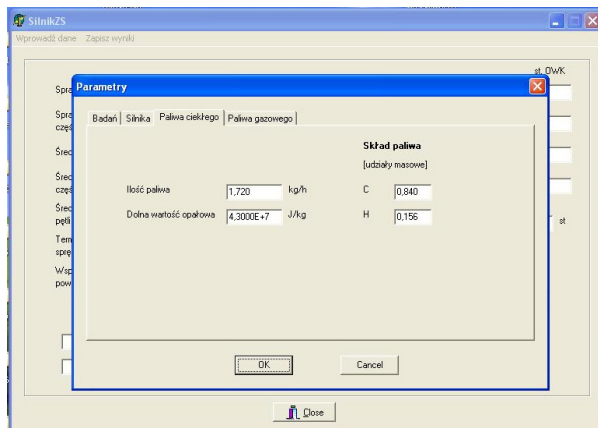 SilnikZS
Wprowadź dane Zapisz wyniki
st. OWK
Spra
Spra
częś
Śred
Śred
częś
Śred
pętli
st
Tem
sprę
Wsp
pow
Parametry
Badań Silnika Paliwa ciekłego Paliwa gazowego
Skład paliwa
[udziały masowe]
Ilość paliwa 1,720 kg/h C 0,840
Dolna wartość opałowa 4,3000E+7 J/kg H 0,156
OK Cancel
Close